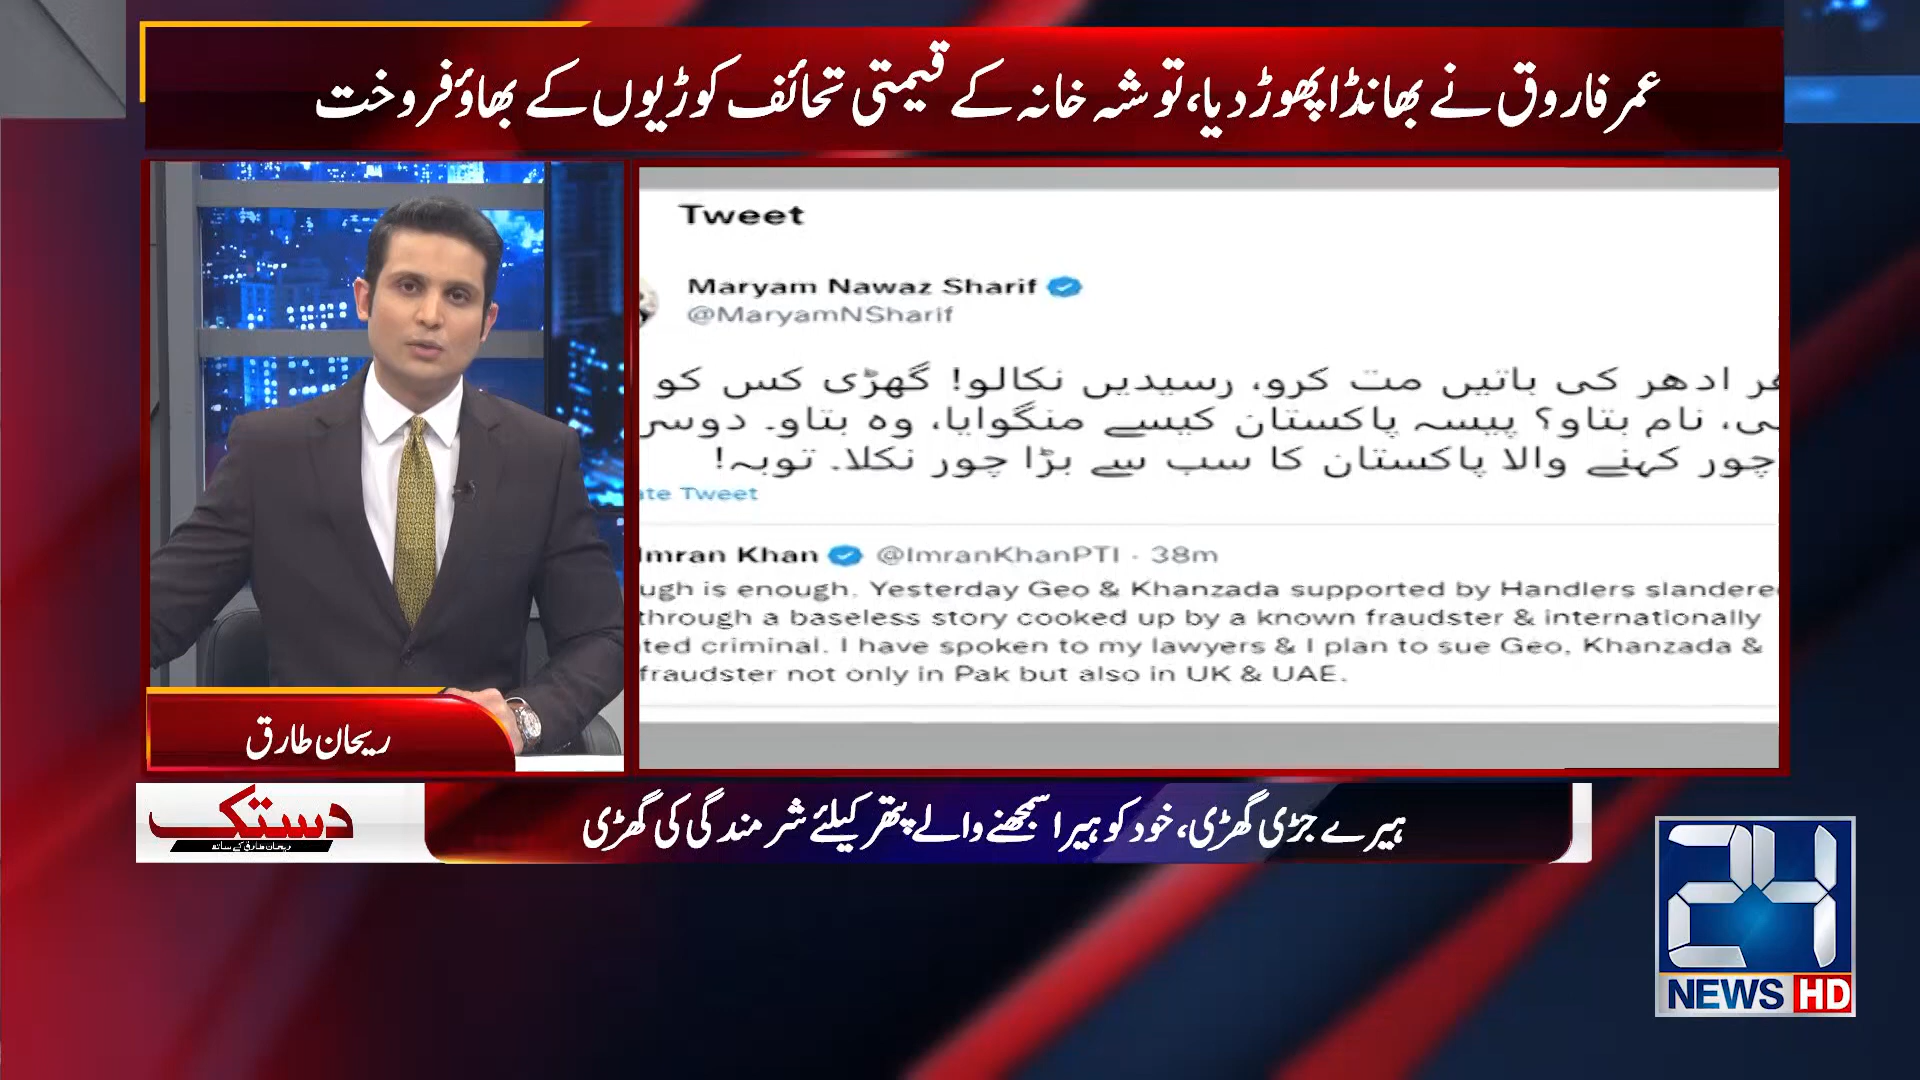 عمر فاروق نے بھانڈا پھوڑ دیا، توشہ خانہ کے قیمتی تحائف کوڑیوں کے بھاؤ فروخت
Tweet
Maryam Nawaz Sharif
@MaryamNSharif
ادھر کی باتیں مت کرو، رسیدیں نکالو! گھڑی کس کو
نام بتاو؟ پیسہ پاکستان کیسے منگوایا، وہ بتاو۔
چور کہنے والا پاکستان کا سب سے بڑا چور نکلا۔ توبہ!
Tweet
Imran Khan @ImranKhanPTI · 38m
is enough. Yesterday Geo & Khanzada supported by Handlers slandered
through a baseless story cooked up by a known fraudster & internationally
criminal. I have spoken to my lawyers & I plan to sue Geo, Khanzada &
fraudster not only in Pak but also in UK & UAE.
ریحان طارق
دستک
ریحان طارق کے ساتھ
ہیرے جڑی گھڑی، خود کو ہیرا سمجھنے والے پتھر کیلئے شرمندگی کی گھڑی
24
NEWS HD